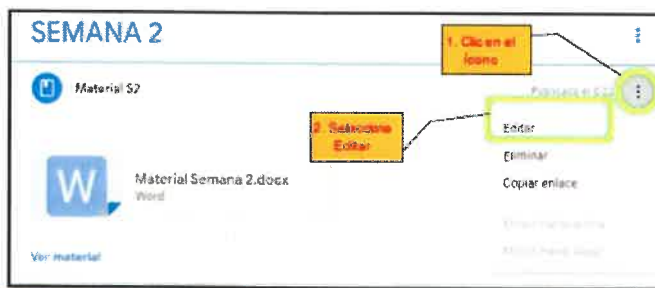 SEMANA 2
1. Clic en el
ícono
Material S2
2. Seleccione
Editar
Editar
Eliminar
Material Semana 2.docx
Copiar enlace
Word
Ver material